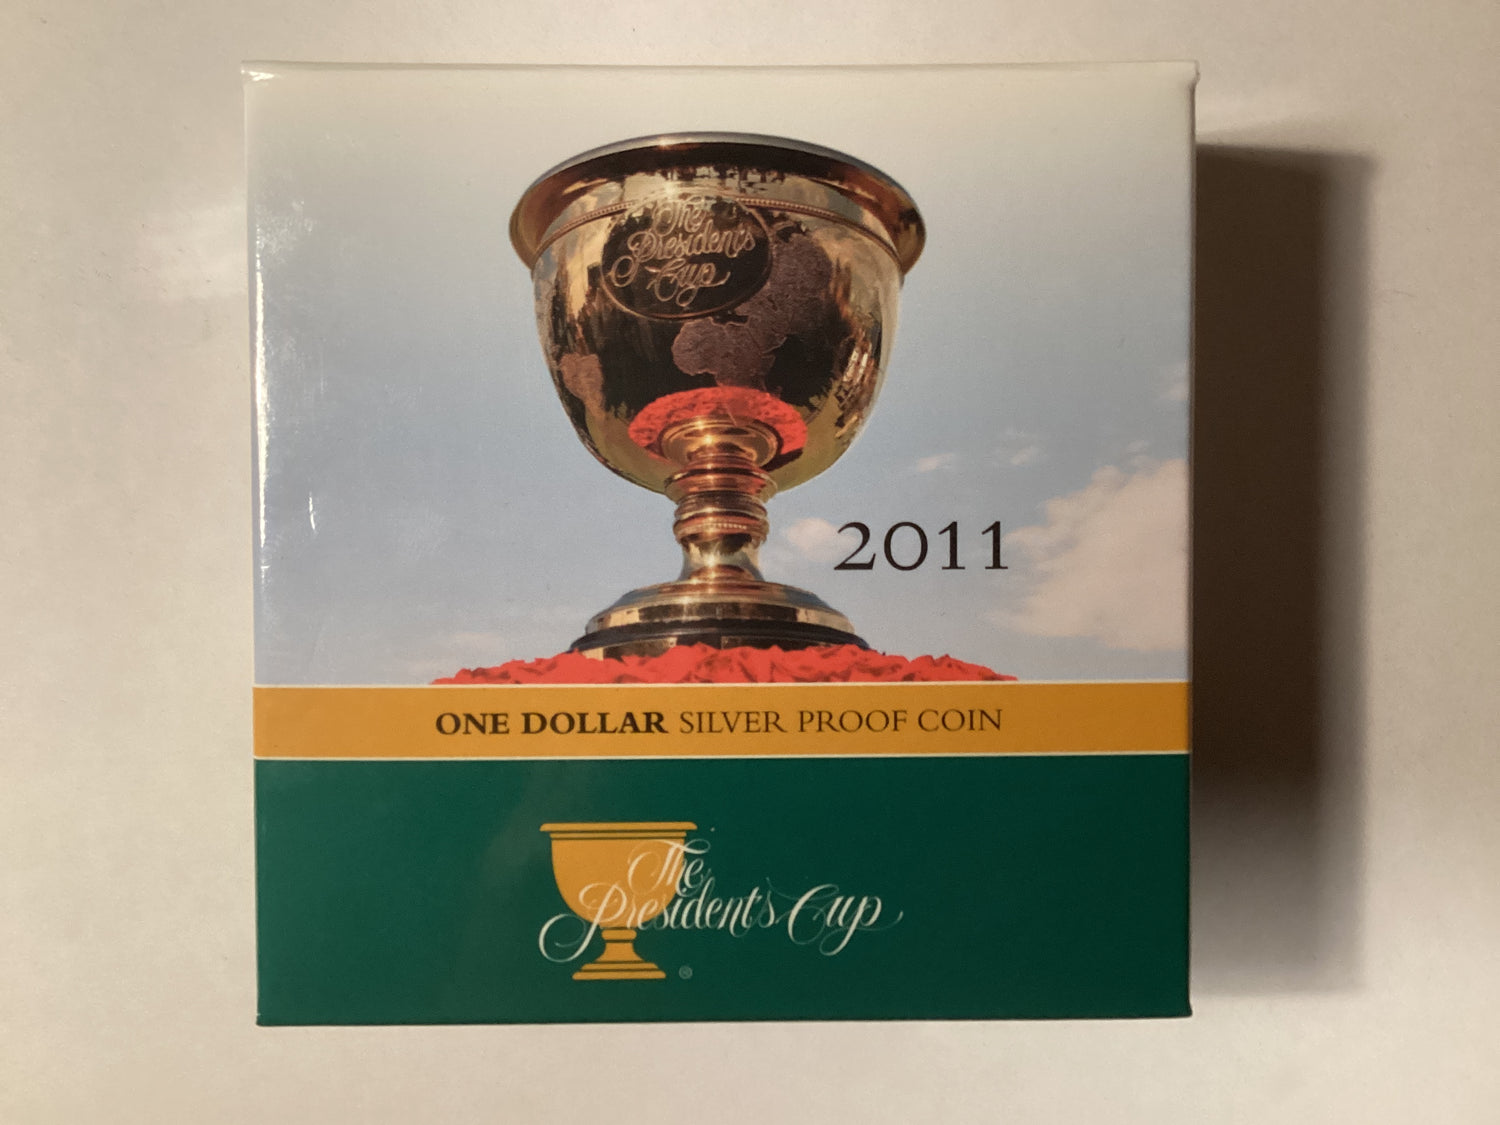 The
President's
Cup
2011
ONE DOLLAR SILVER PROOF COIN
The
President's Cup
®